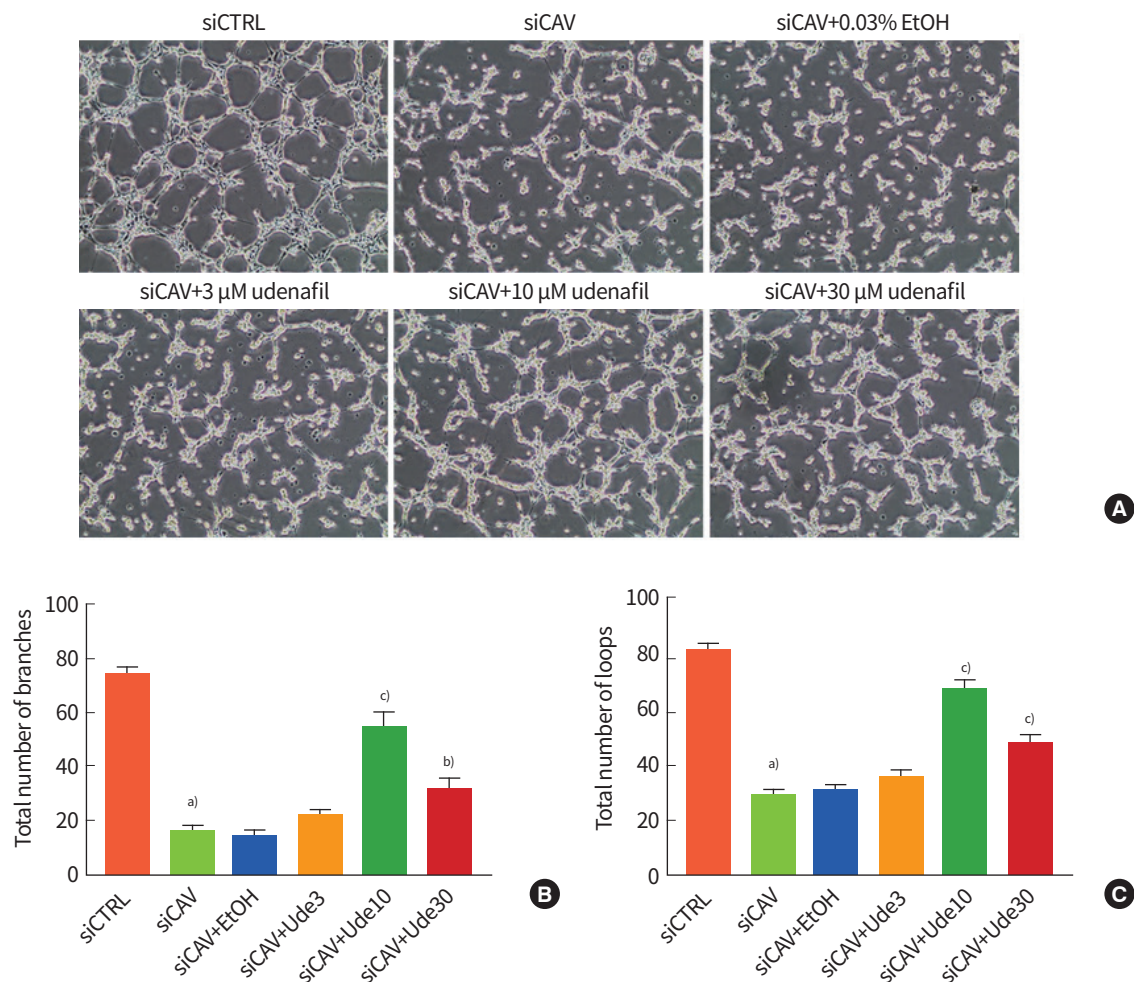 siCTRL
siCAV
siCAV+0.03% EtOH
siCAV+3 μM udenafil
siCAV+10 μM udenafil
siCAV+30 μM udenafil
A
Total number of branches
100
80
60
40
20
0
a)
c)
b)
siCTRL
siCAV
siCAV+EtOH
siCAV+Ude3
siCAV+Ude10
siCAV+Ude30
B
Total number of loops
100
80
60
40
20
0
a)
c)
c)
siCTRL
siCAV
siCAV+EtOH
siCAV+Ude3
siCAV+Ude10
siCAV+Ude30
C